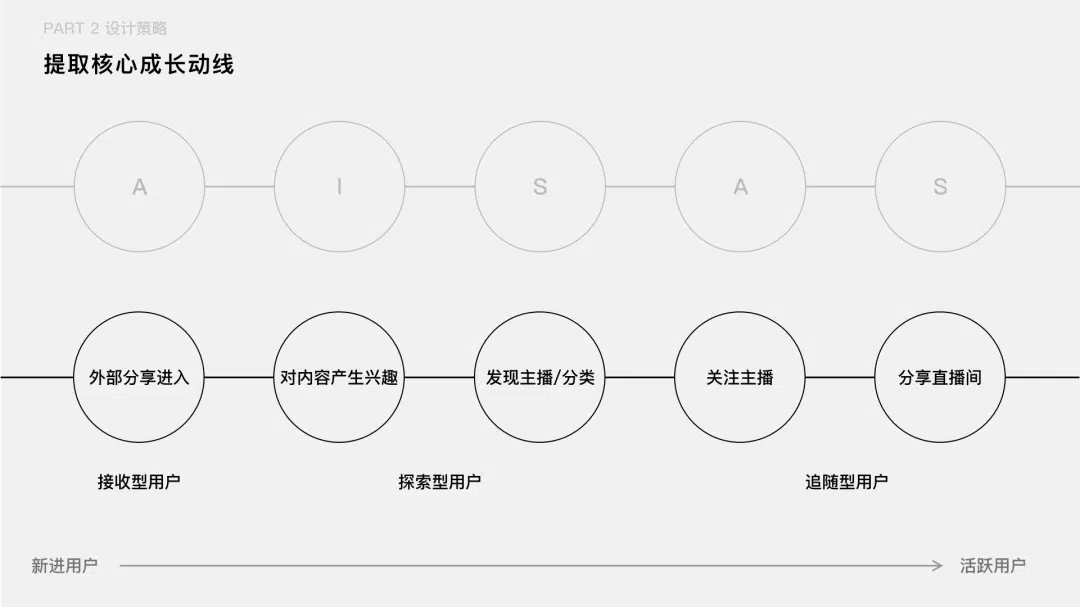 PART 2 设计策略
提取核心成长动线
A I S A S
外部分享进入 对内容产生兴趣 发现主播/分类 关注主播 分享直播间
接收型用户 探索型用户 追随型用户
新进用户 活跃用户